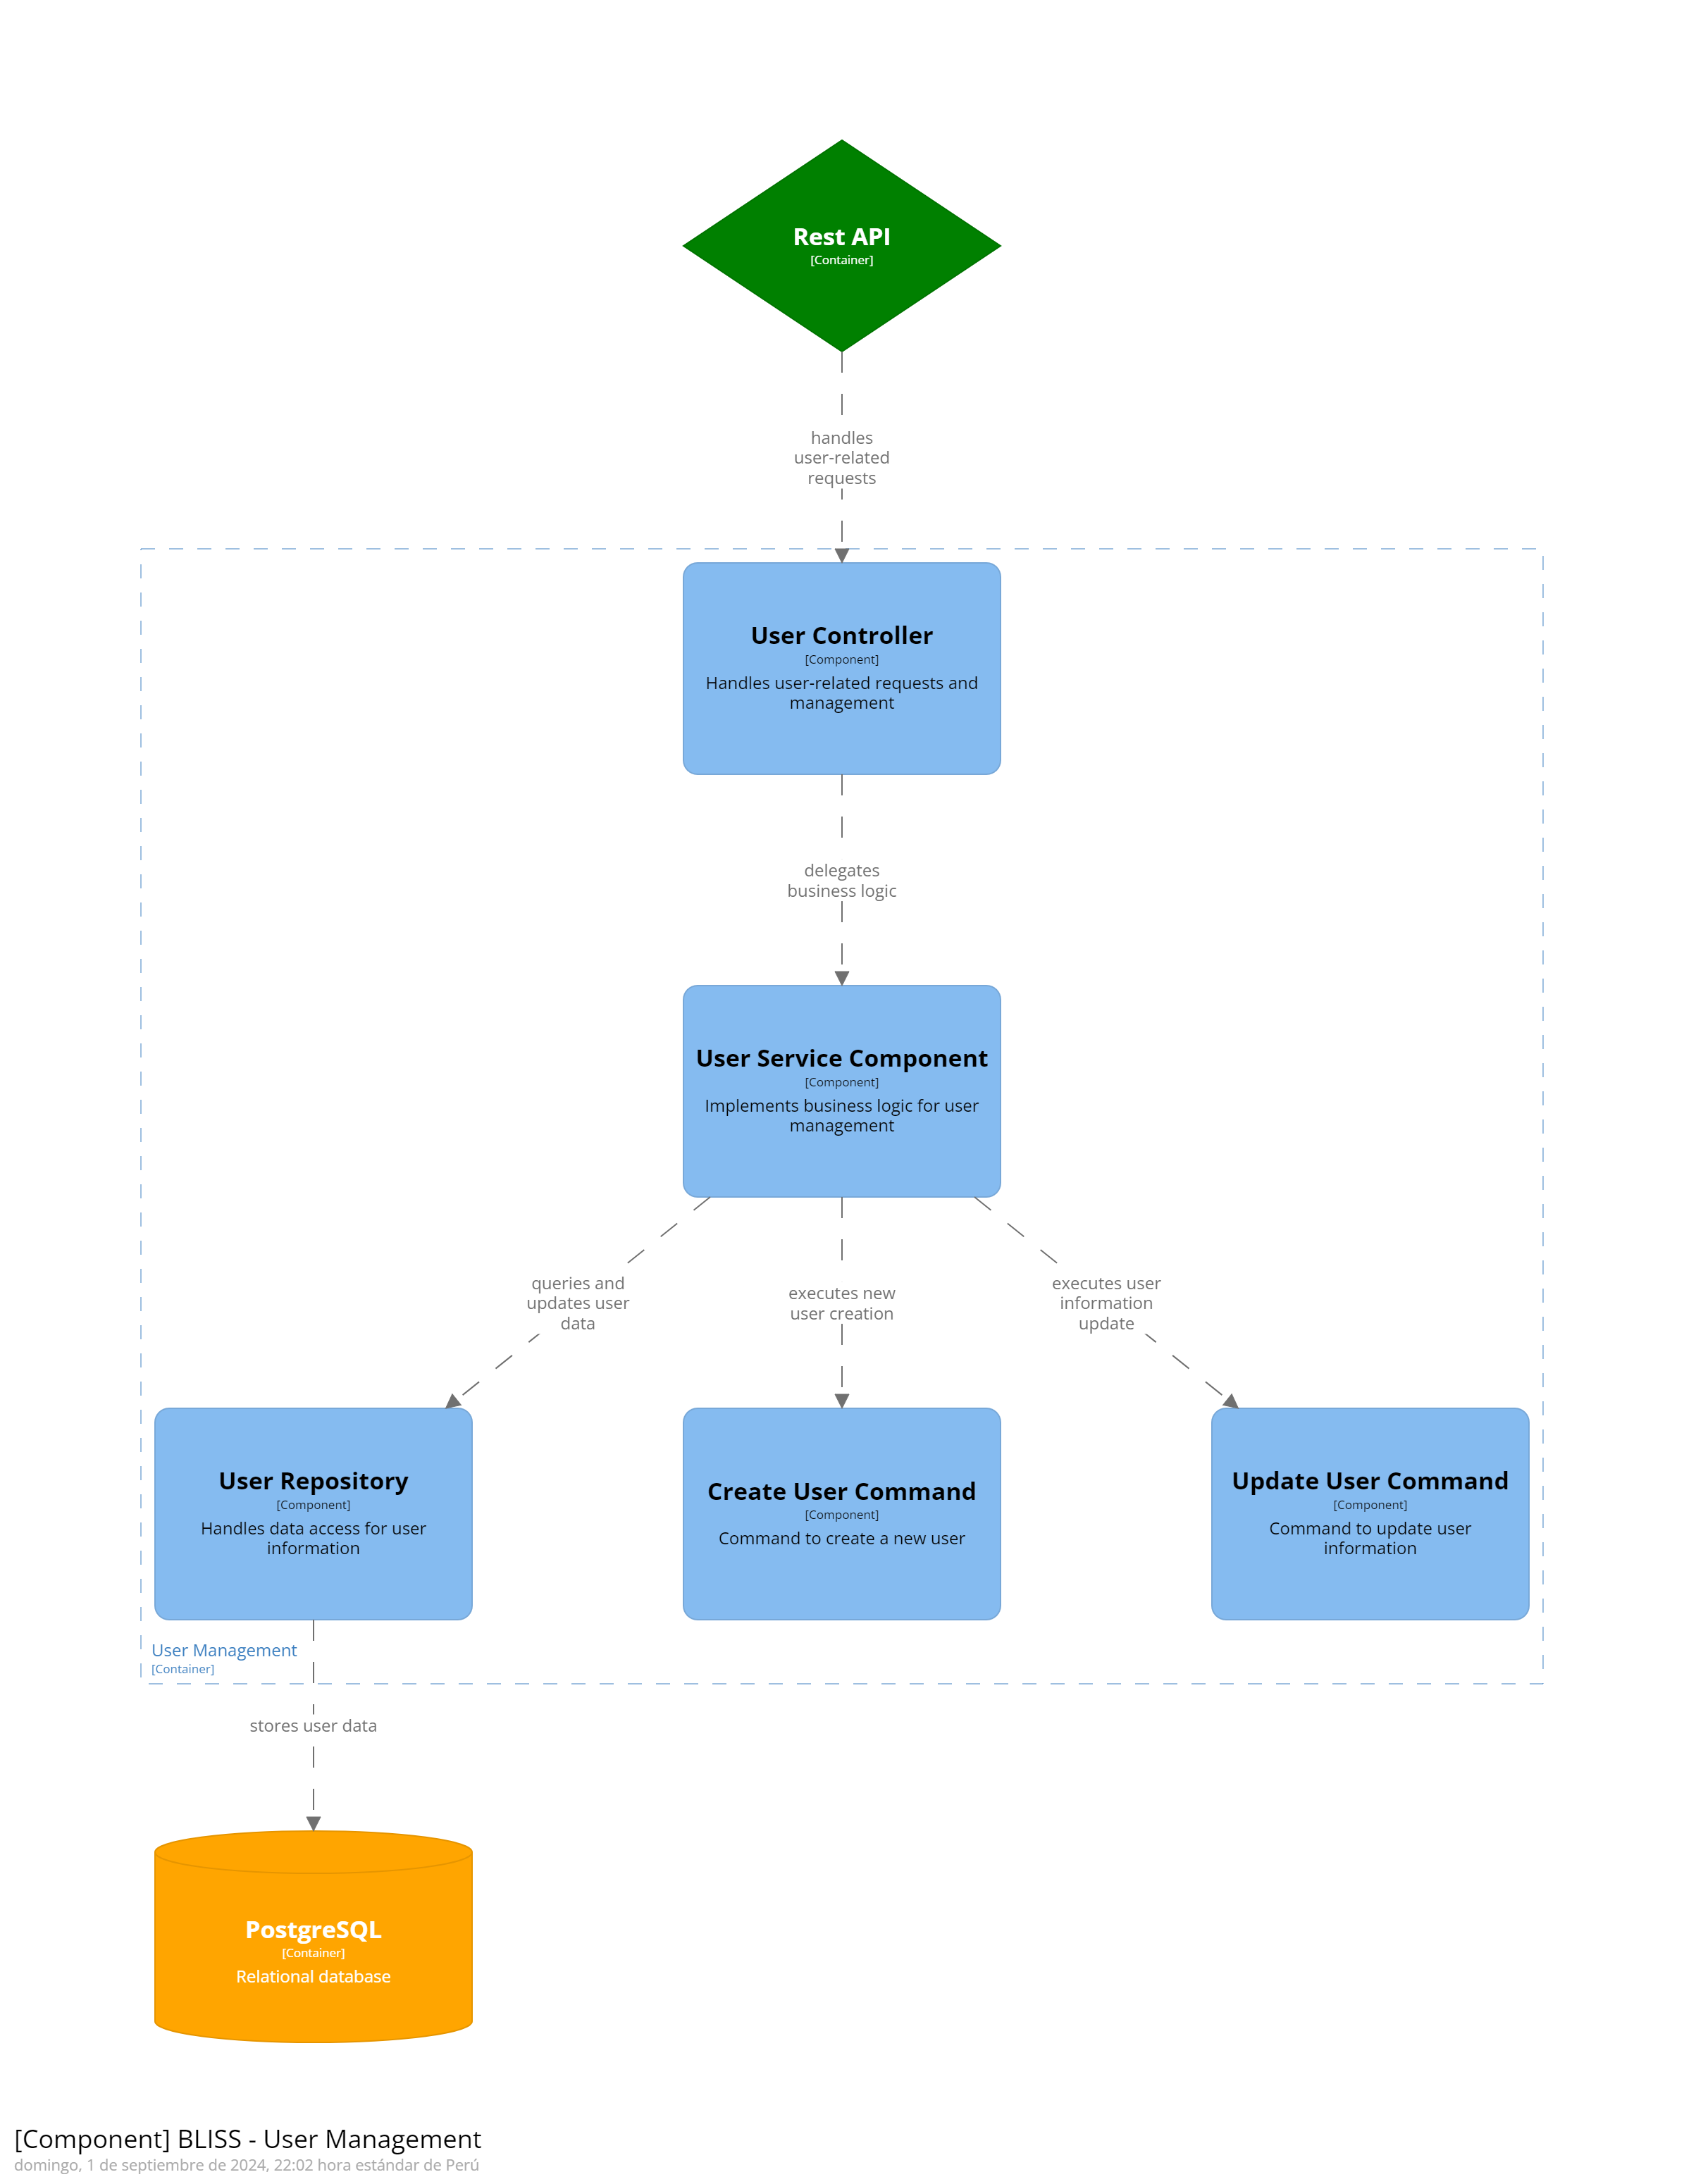 Rest API
[Container]
handles
user-related
requests
User Controller
[Component]
Handles user-related requests and
management
delegates
business logic
User Service Component
[Component]
Implements business logic for user
management
queries and
updates user
data
executes new
user creation
executes user
information
update
User Repository
[Component]
Handles data access for user
information
Create User Command
[Component]
Command to create a new user
Update User Command
[Component]
Command to update user
information
User Management
[Container]
stores user data
PostgreSQL
[Container]
Relational database
[Component] BLISS - User Management
domingo, 1 de septiembre de 2024, 22:02 hora estándar de Perú